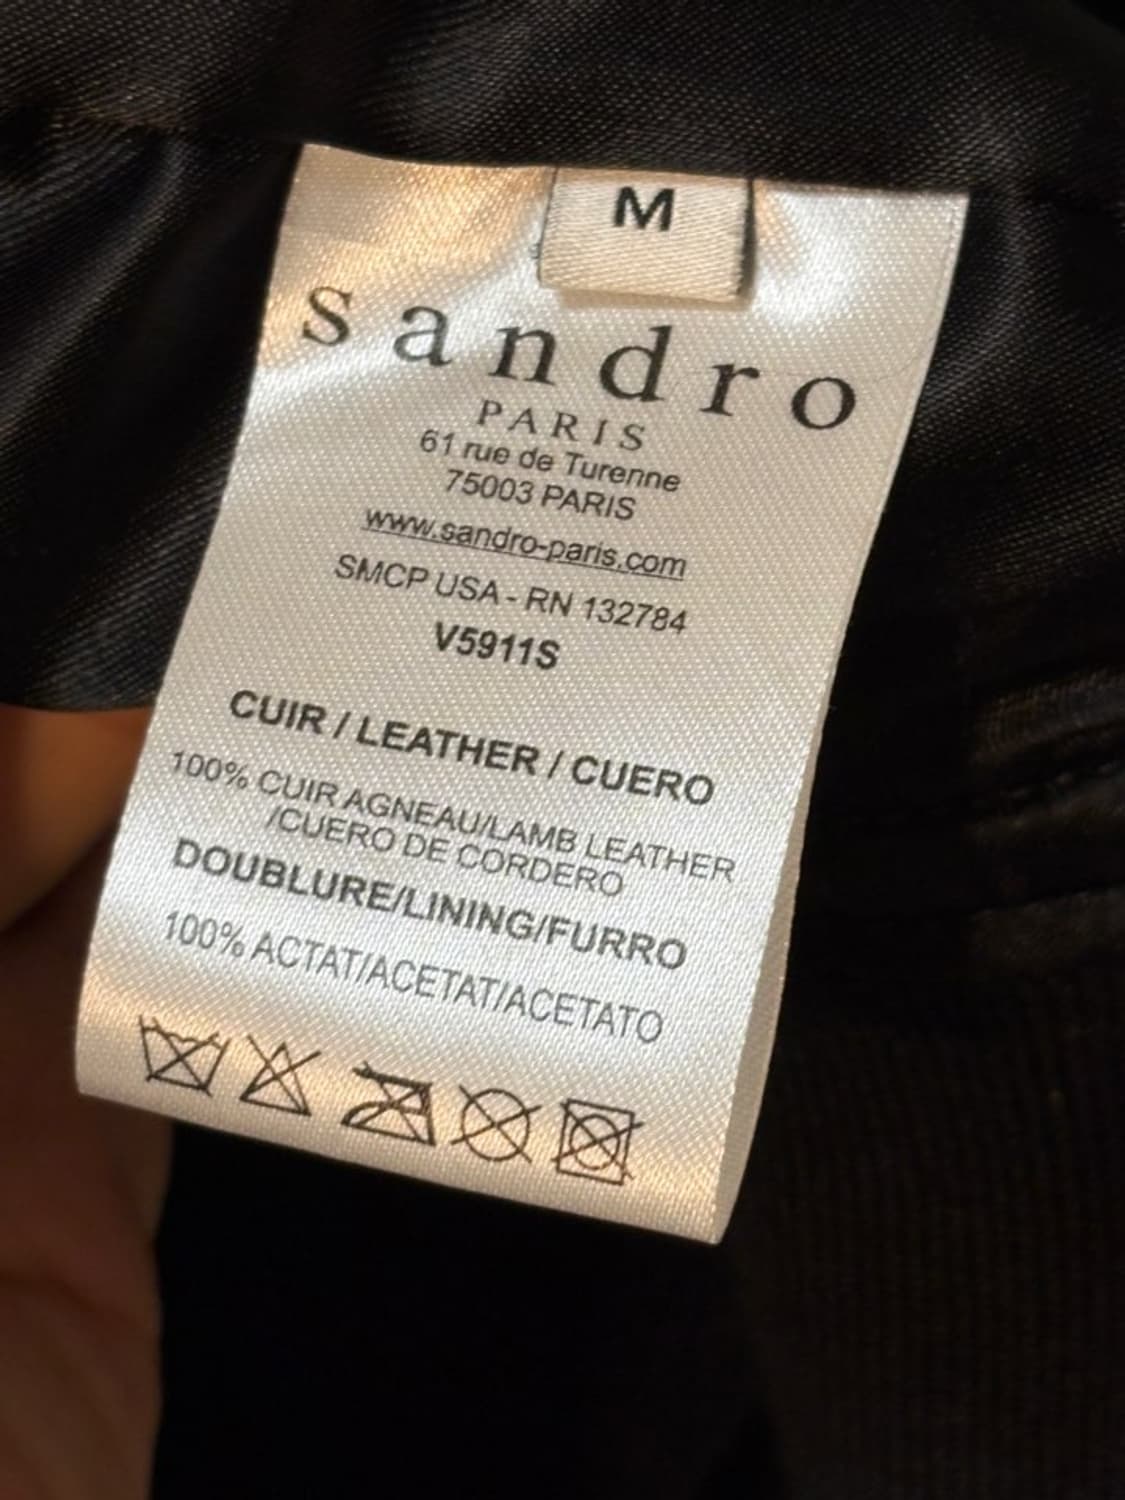 M
sandro
PARIS
61 rue de Turenne
75003 PARIS
www.sandro-paris.com
SMCP USA - RN 132784
V5911S
CUIR / LEATHER / CUERO
100% CUIR AGNEAU/LAMB LEATHER
/CUERO DE CORDERO
DOUBLURE/LINING/FURRO
100% ACTAT/ACETAT/ACETATO